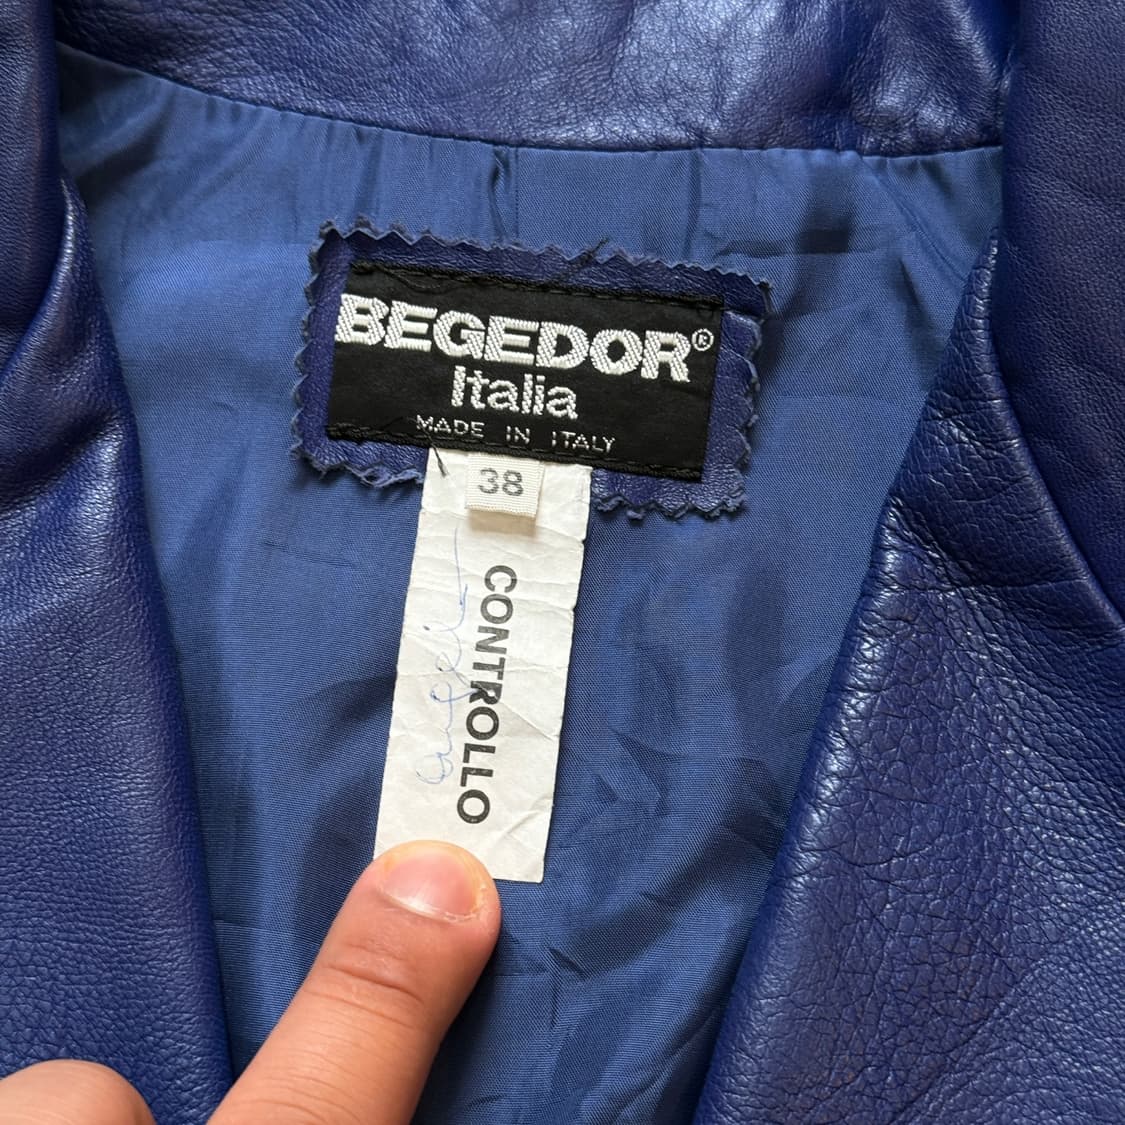 BEGEDOR®
Italia
MADE IN ITALY
38
CONTROLLO